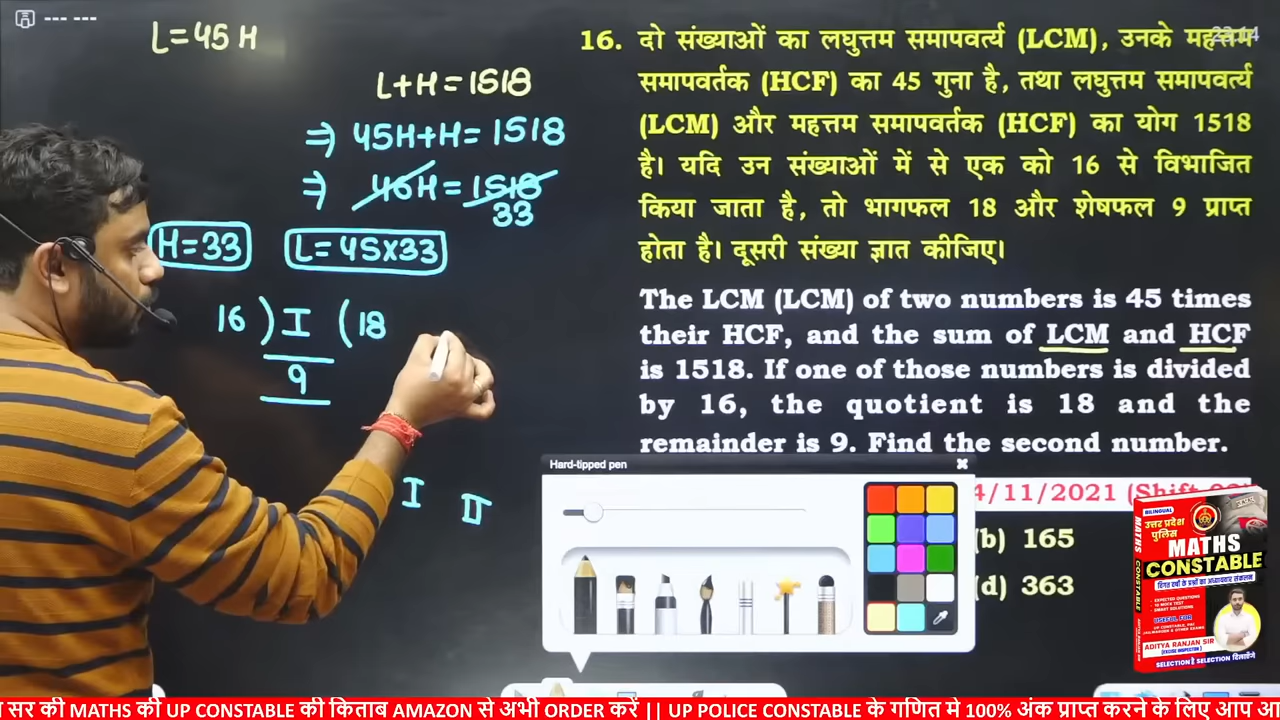 L=45H
L+H=1518
⇒ 45H+H=1518
⇒ 46H=1518
33
H=33 L=45×33
16 ) I ( 18
9
I II
16. दो संख्याओं का लघुत्तम समापवर्त्य (LCM), उनके महत्तम
समापवर्तक (HCF) का 45 गुना है, तथा लघुत्तम समापवर्त्य
(LCM) और महत्तम समापवर्तक (HCF) का योग 1518
है। यदि उन संख्याओं में से एक को 16 से विभाजित
किया जाता है, तो भागफल 18 और शेषफल 9 प्राप्त
होता है। दूसरी संख्या ज्ञात कीजिए।
The LCM (LCM) of two numbers is 45 times
their HCF, and the sum of LCM and HCF
is 1518. If one of those numbers is divided
by 16, the quotient is 18 and the
remainder is 9. Find the second number.
Hard-tipped pen
4/11/2021 (Shift
(b) 165
(d) 363
BILINGUAL
उत्तर प्रदेश
पुलिस
MATHS
CONSTABLE
MATHS CONSTABLE
ADITYA RANJAN SIR
SELECTION है SELECTION दिलाएँगे
सर की MATHS की UP CONSTABLE की किताब AMAZON से अभी ORDER करें || UP POLICE CONSTABLE के गणित मे 100% अंक प्राप्त करने के लिए आप